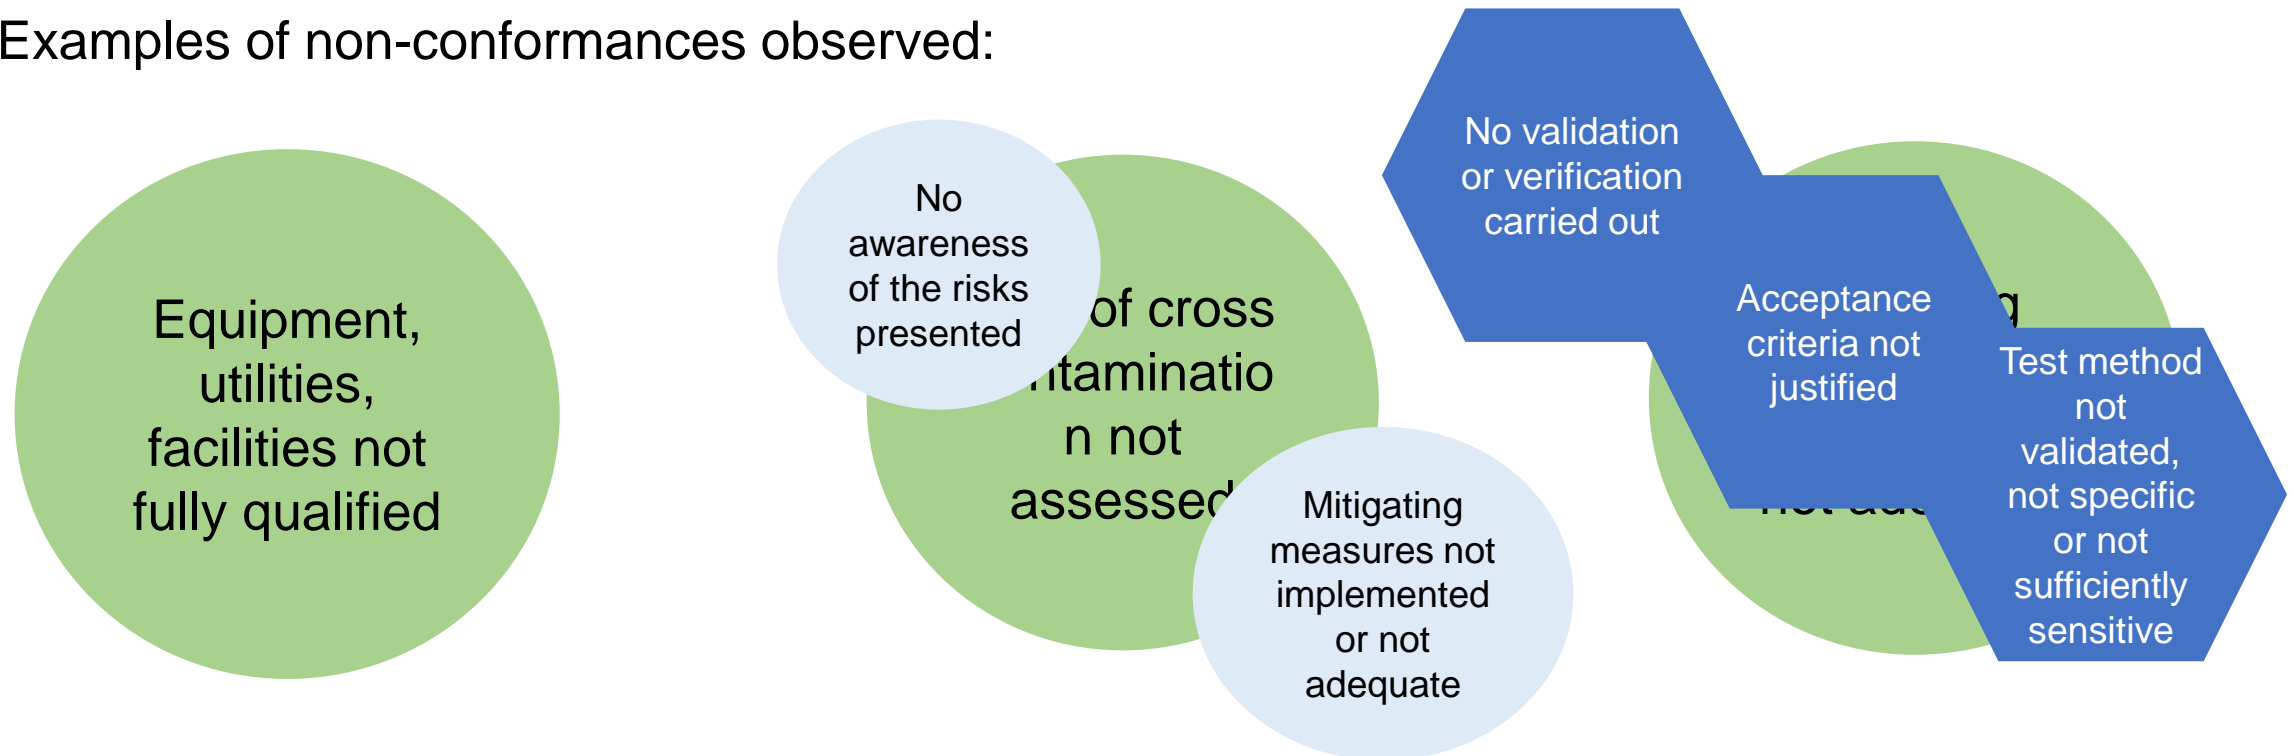 Examples of non-conformances observed:
Equipment,
utilities,
facilities not
fully qualified
No
awareness
of the risks
presented
of cross
n not
assessed
Mitigating
measures not
implemented
or not
adequate
No validation
or verification
carried out
Acceptance
criteria not
justified
Test method
not
validated,
not specific
or not
sufficiently
sensitive